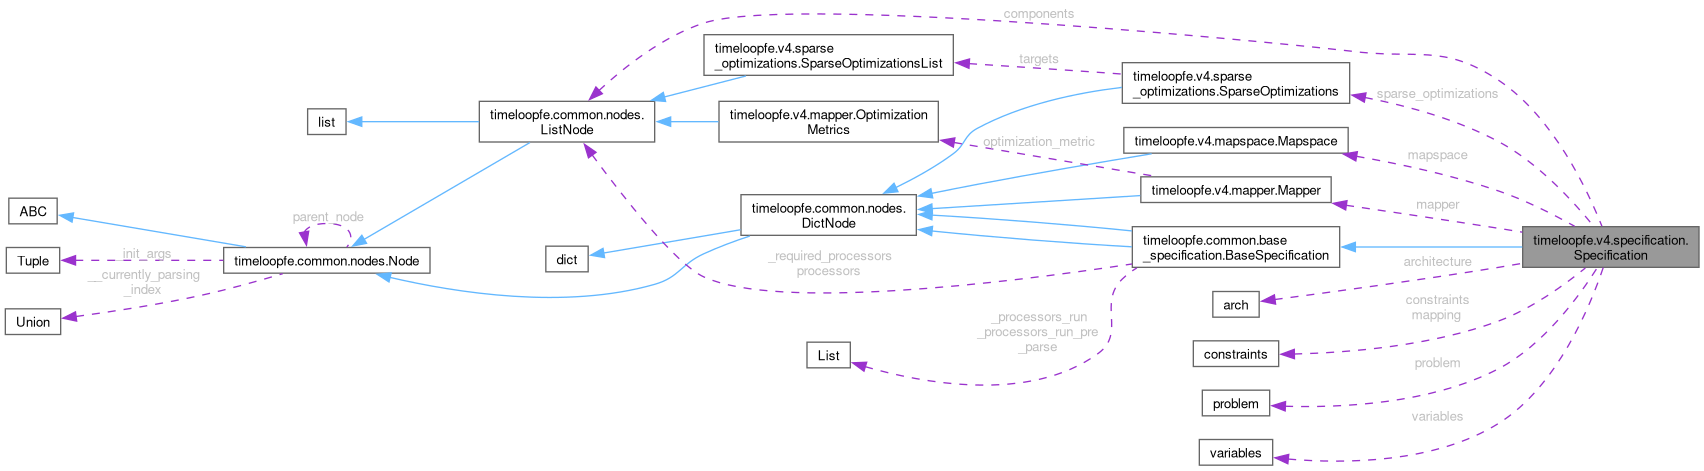 components
timeloopfe.v4.sparse
_optimizations.SparseOptimizationsList
targets
timeloopfe.v4.sparse
_optimizations.SparseOptimizations
sparse_optimizations
list
timeloopfe.common.nodes.
ListNode
timeloopfe.v4.mapper.Optimization
Metrics
optimization_metric
timeloopfe.v4.mapspace.Mapspace
mapspace
timeloopfe.v4.mapper.Mapper
mapper
ABC
parent_node
timeloopfe.common.nodes.
DictNode
Tuple
init_args
timeloopfe.common.nodes.Node
dict
_required_processors
processors
timeloopfe.common.base
_specification.BaseSpecification
timeloopfe.v4.specification.
Specification
__currently_parsing
_index
architecture
arch
Union
_processors_run
_processors_run_pre
_parse
constraints
mapping
List
constraints
problem
problem
variables
variables